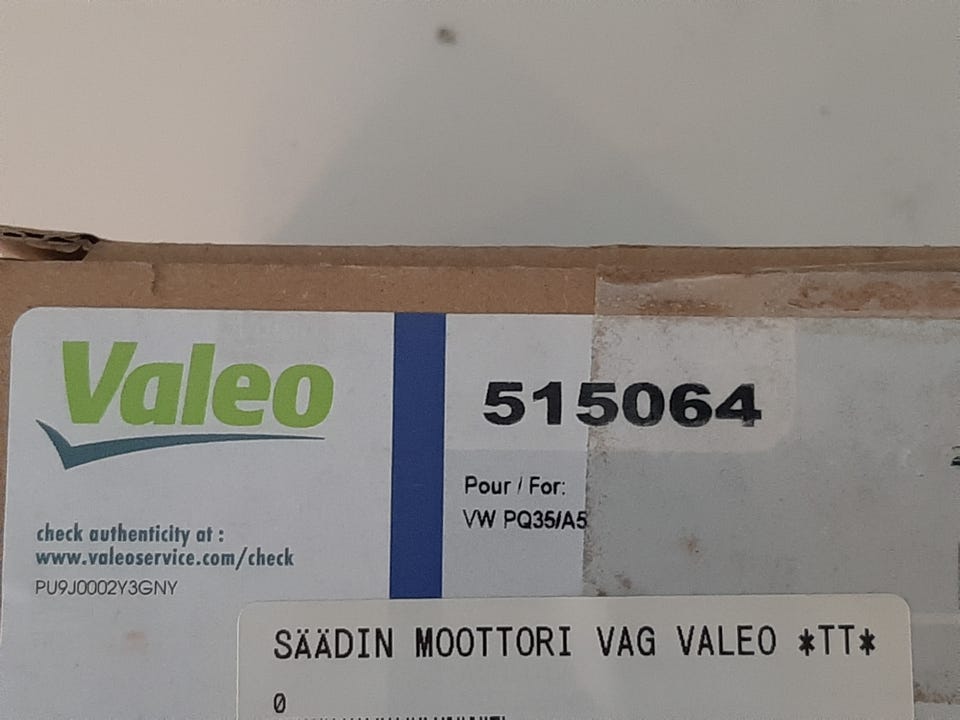 Valeo
515064
Pour / For:
VW PQ35/A5
check authenticity at :
www.valeoservice.com/check
PU9J0002Y3GNY
SÄÄDIN MOOTTORI VAG VALEO *TT*
0